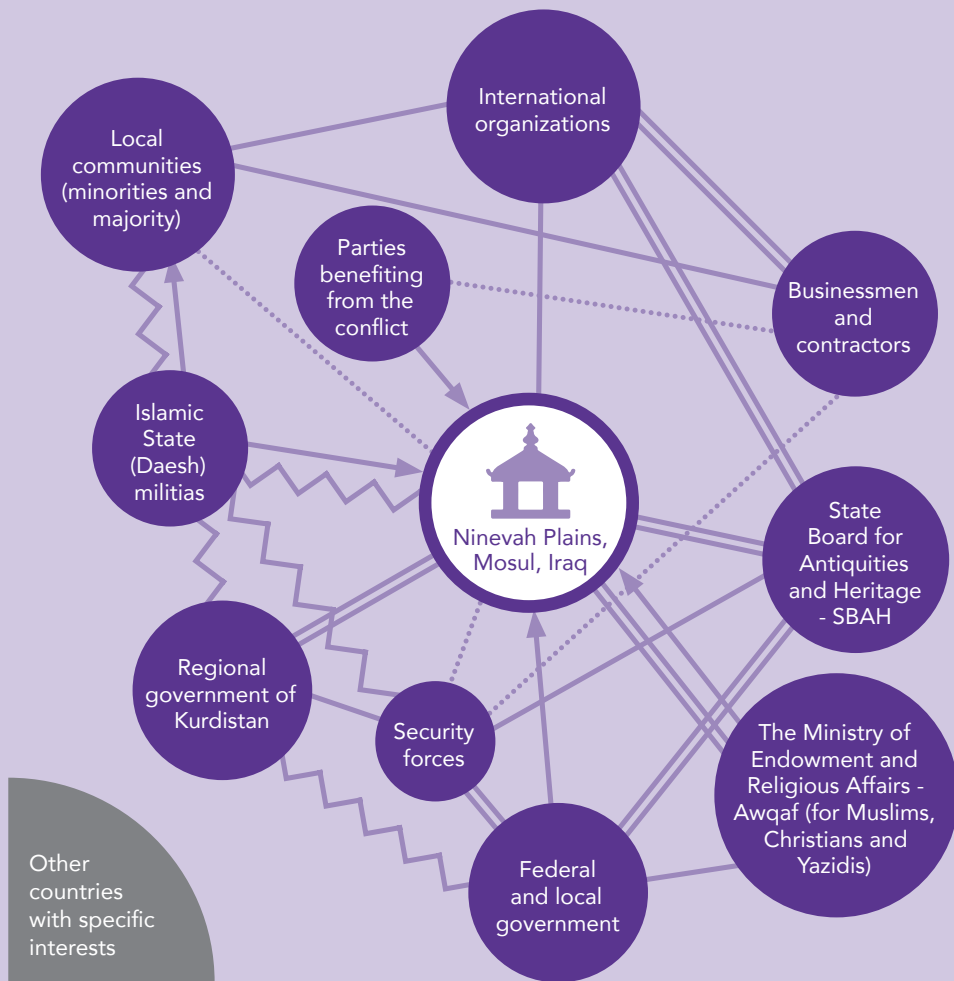 International
organizations
Local
communities
(minorities and
majority)
Parties
benefiting
from the
conflict
Businessmen
and
contractors
Islamic
State
(Daesh)
militias
Ninevah Plains,
Mosul, Iraq
State
Board for
Antiquities
and Heritage
- SBAH
Regional
government of
Kurdistan
Security
forces
The Ministry of
Endowment and
Religious Affairs -
Awqaf (for Muslims,
Christians and
Yazidis)
Federal
and local
government
Other
countries
with specific
interests